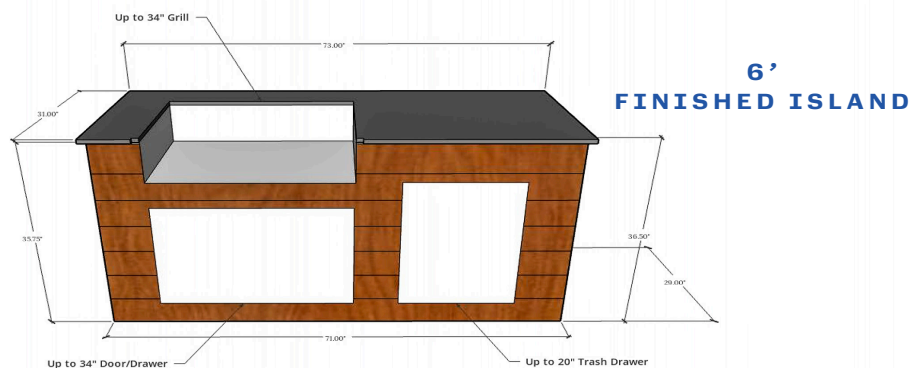 Up to 34" Grill
73.00"
6’
FINISHED ISLAND
31.00"
35.75"
36.50"
29.00"
71.00"
Up to 34" Door/Drawer
Up to 20" Trash Drawer